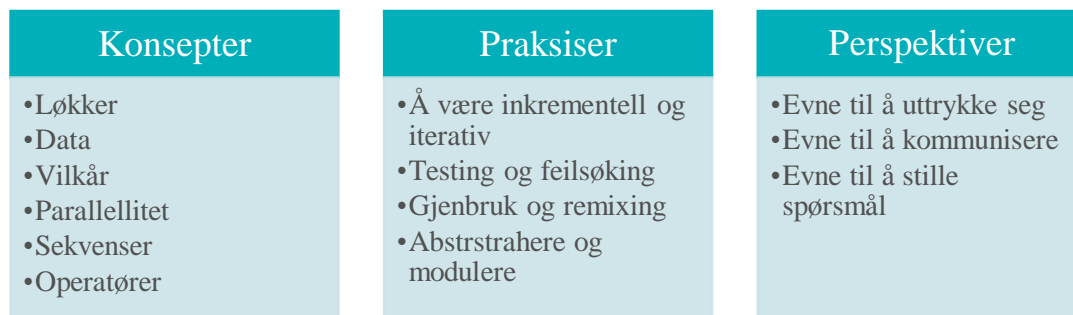 Konsepter
•Løkker
•Data
•Vilkår
•Parallellitet
•Sekvenser
•Operatører
Praksiser
•Å være inkrementell og
iterativ
•Testing og feilsøking
•Gjenbruk og remixing
•Abstrstrahere og
modulere
Perspektiver
•Evne til å uttrykke seg
•Evne til å kommunisere
•Evne til å stille
spørsmål